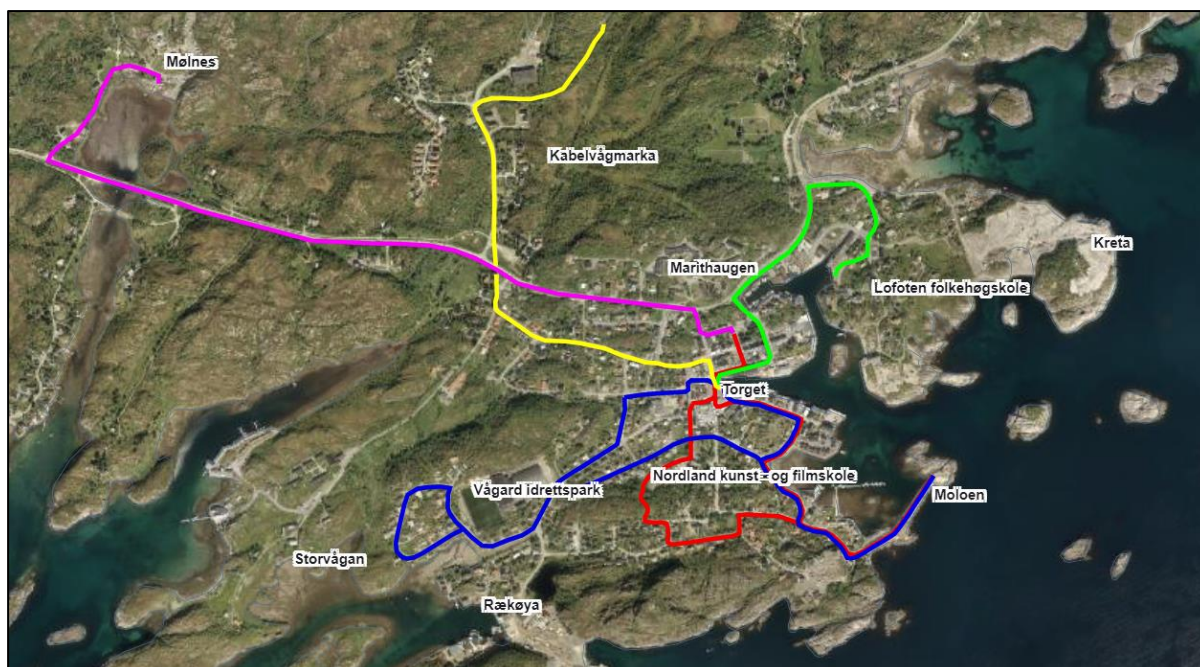 Mølnes
Kabelvågmarka
Kreta
Marithaugen
Lofoten folkehøgskole
Torget
Nordland kunst - og filmskole
Vågard idrettspark
Moloen
Storvågan
Rækøya